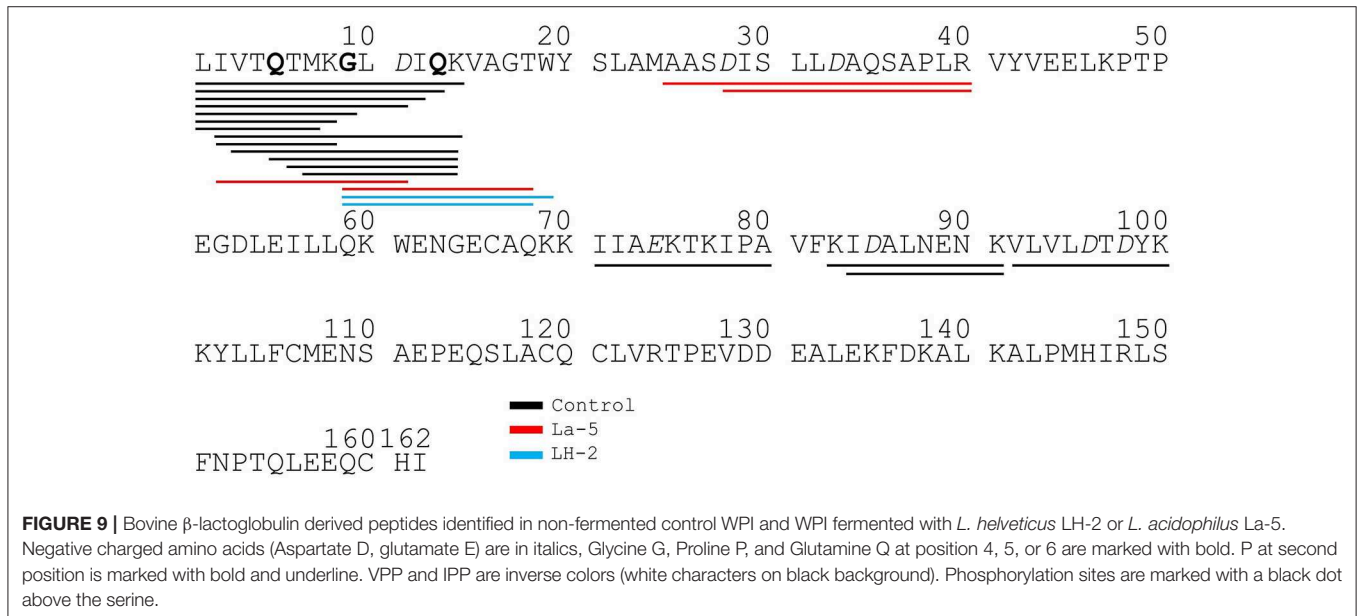 10 20 30 40 50
LIVTQTMKGL DIQKVAGTWY SLAMAASDIS LLDAQSAPLR VYVEELKPTP
60 70 80 90 100
EGDLEILLQK WENGECAQKK IIAEKTKIPA VFKIDALNEN KVLVLDTDYK
110 120 130 140 150
KYLLFCMENS AEPEQSLACQ CLVRTPEVDD EALEKFDKAL KALPMHIRLS
Control
La-5
LH-2
160 162
FNPTQLEEQC HI
FIGURE 9 | Bovine β-lactoglobulin derived peptides identified in non-fermented control WPI and WPI fermented with L. helveticus LH-2 or L. acidophilus La-5.
Negative charged amino acids (Aspartate D, glutamate E) are in italics, Glycine G, Proline P, and Glutamine Q at position 4, 5, or 6 are marked with bold. P at second
position is marked with bold and underline. VPP and IPP are inverse colors (white characters on black background). Phosphorylation sites are marked with a black dot
above the serine.